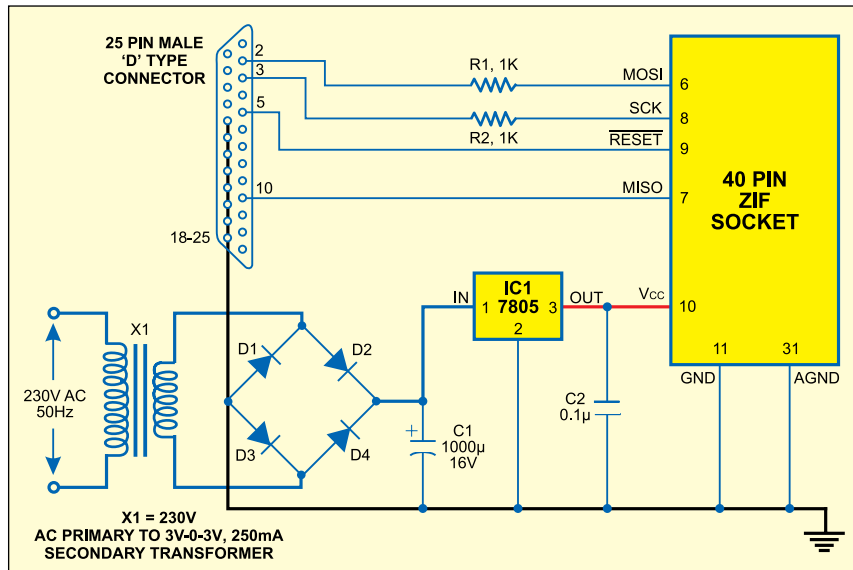 25 PIN MALE
‘D’ TYPE
CONNECTOR
2
3
5
10
18-25
R1, 1K
R2, 1K
MOSI
SCK
RESET
MISO
6
8
9
7
40 PIN
ZIF
SOCKET
IN
1
IC1
7805
3
OUT
2
Vcc
10
11
31
GND
AGND
X1
230V AC
50Hz
D1
D2
D3
D4
+
C1
1000µ
16V
C2
0.1µ
X1 = 230V
AC PRIMARY TO 3V-0-3V, 250mA
SECONDARY TRANSFORMER